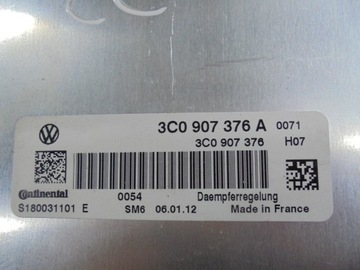 3C0 907 376 A 0071
3C0 907 376 H07
Continental 0054 Daempferregelung
S180031101 E SM6 06.01.12 Made in France